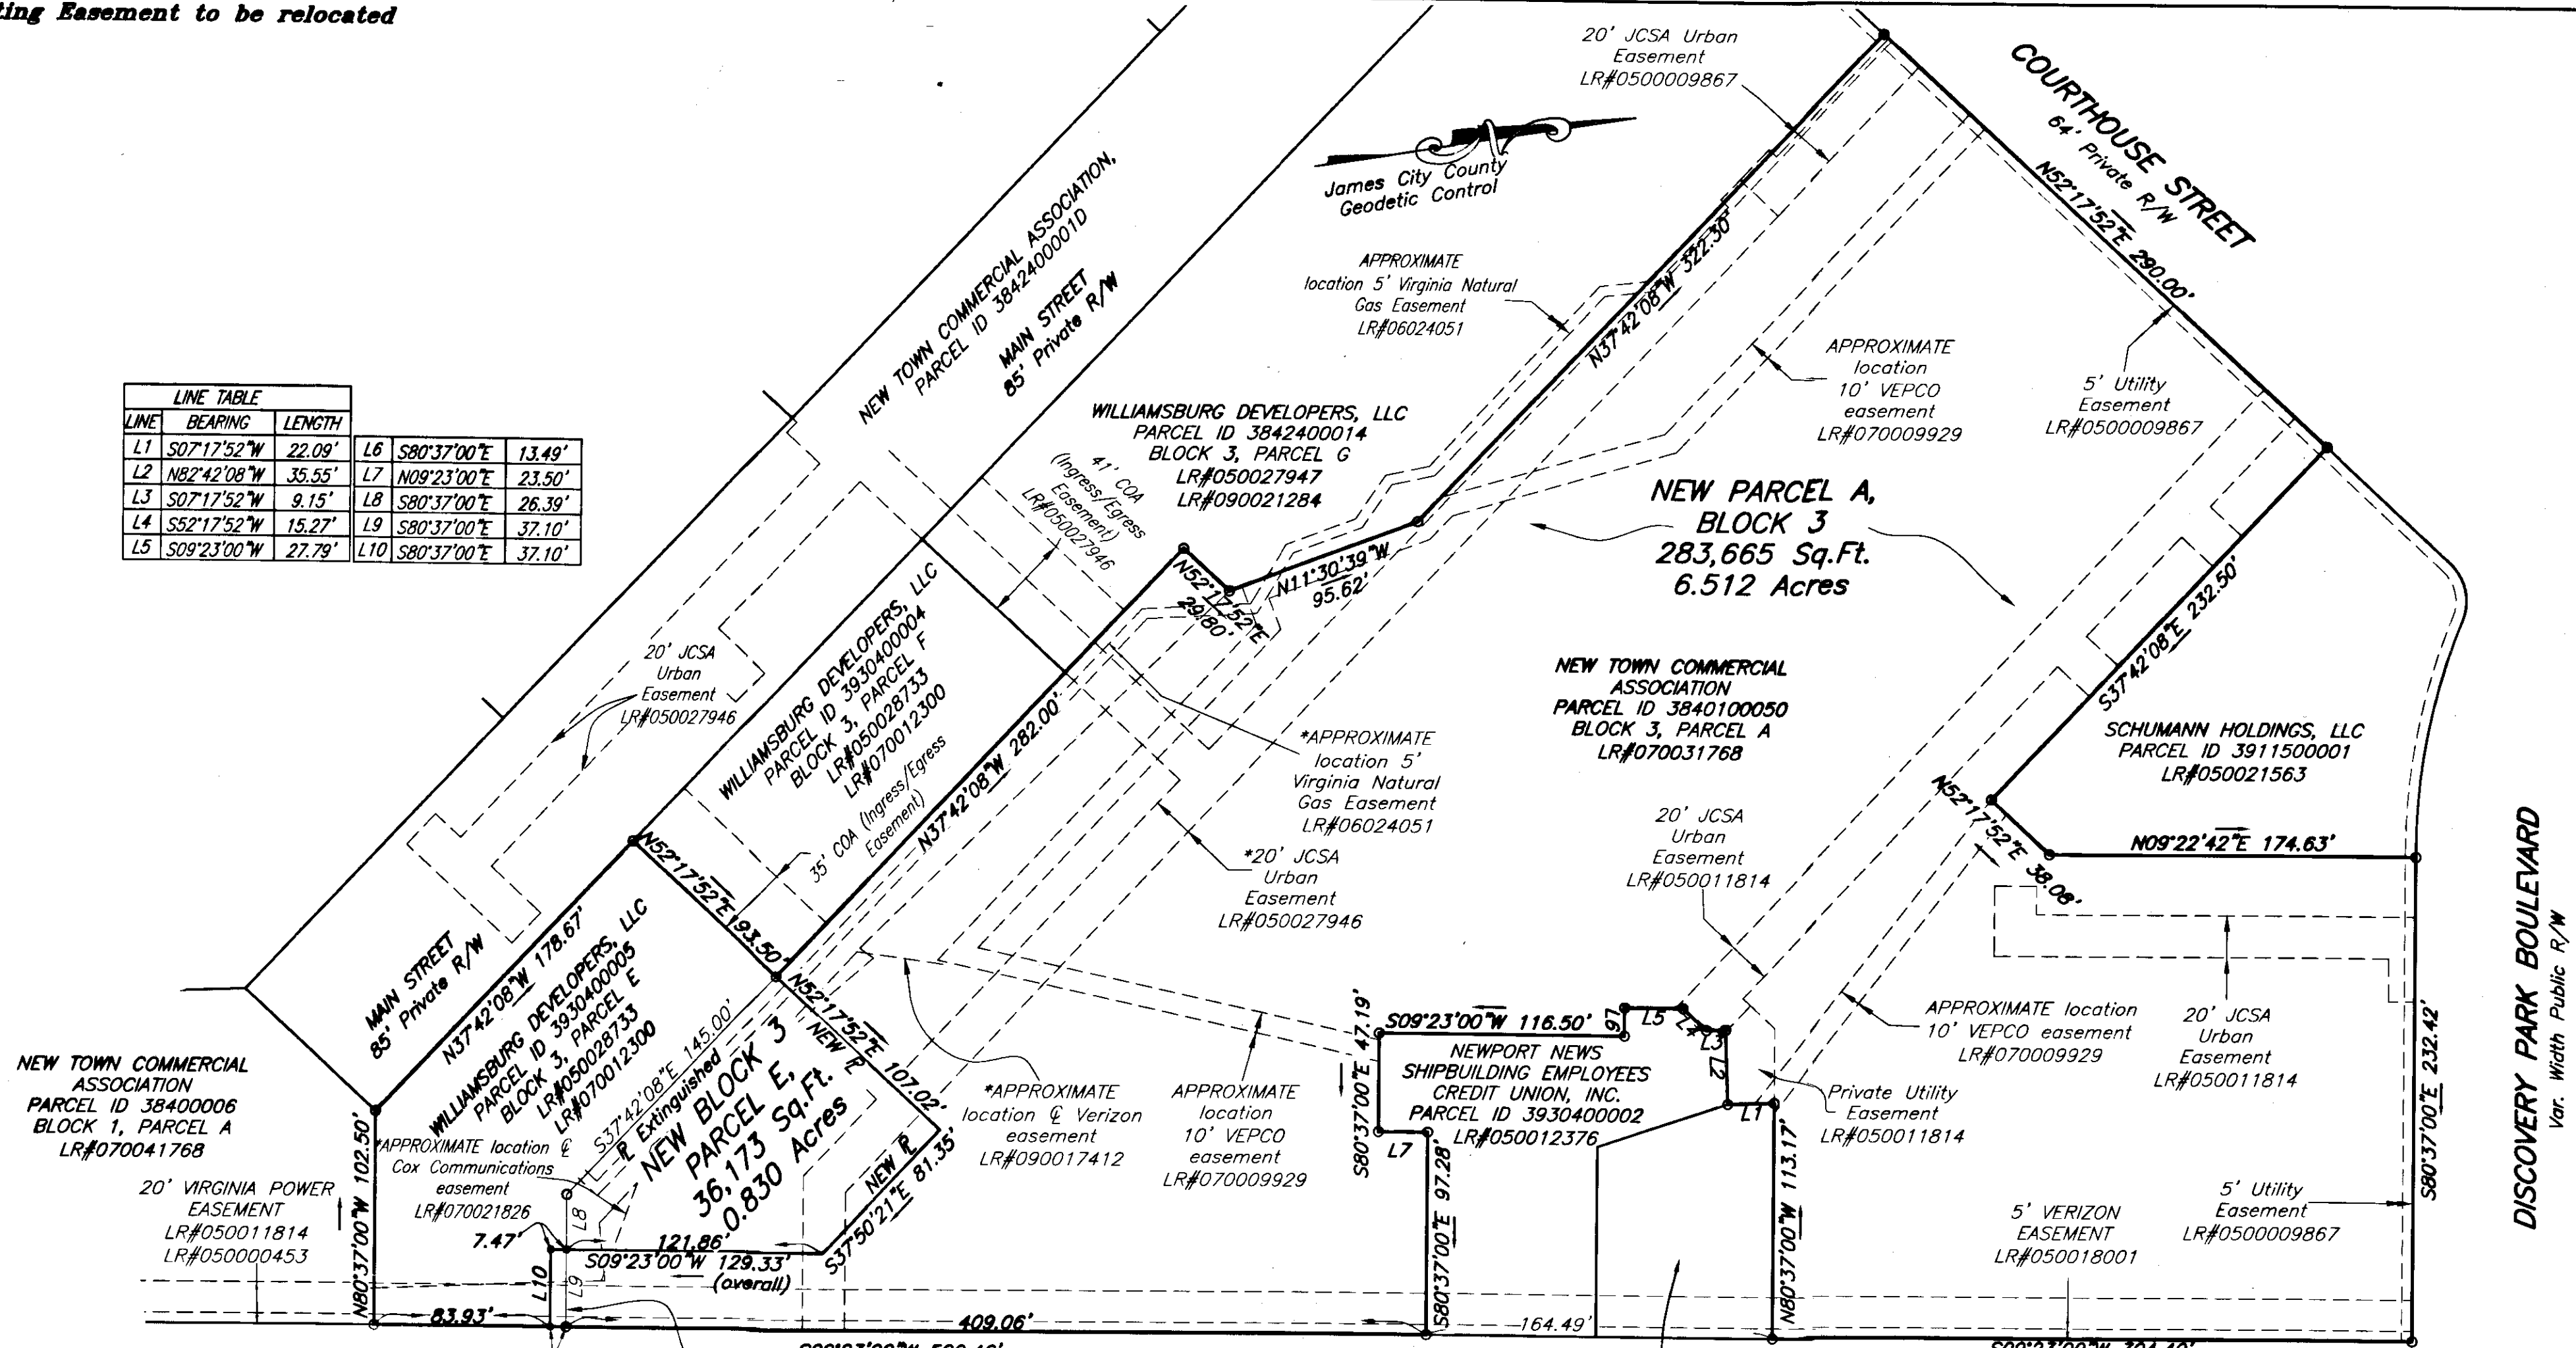 ting Easement to be relocated
LINE TABLE
LINE BEARING LENGTH
L1 S07°17'52"W 22.09' L6 S80°37'00"E 13.49'
L2 N82°42'08"W 35.55' L7 N09°23'00"E 23.50'
L3 S07°17'52"W 9.15' L8 S80°37'00"E 26.39'
L4 S52°17'52"W 15.27' L9 S80°37'00"E 37.10'
L5 S09°23'00"W 27.79' L10 S80°37'00"E 37.10'
NEW TOWN COMMERCIAL ASSOCIATION,
PARCEL ID 3842400001D
MAIN STREET
85' Private R/W
James City County
Geodetic Control
20' JCSA Urban
Easement
LR#0500009867
COURTHOUSE STREET
64' Private R/W
N52°17'52"E 290.00'
APPROXIMATE
location 5' Virginia Natural
Gas Easement
LR#06024051
N37°42'08"W 322.30'
APPROXIMATE
location
10' VEPCO
easement
LR#070009929
5' Utility
Easement
LR#0500009867
WILLIAMSBURG DEVELOPERS, LLC
PARCEL ID 3842400014
BLOCK 3, PARCEL G
LR#050027947
LR#090021284
41' COA
(Ingress/Egress
Easement)
LR#050027946
NEW PARCEL A,
BLOCK 3
283,665 Sq.Ft.
6.512 Acres
N52°17'52"E
29.80'
N11°30'39"W
95.62'
S37°42'08"E 232.50'
WILLIAMSBURG DEVELOPERS, LLC
PARCEL ID 3930400004
BLOCK 3, PARCEL F
LR#050028733
LR#070012300
35' COA (Ingress/Egress
Easement)
N37°42'08"W 282.00'
20' JCSA
Urban
Easement
LR#050027946
NEW TOWN COMMERCIAL
ASSOCIATION
PARCEL ID 3840100050
BLOCK 3, PARCEL A
LR#070031768
SCHUMANN HOLDINGS, LLC
PARCEL ID 3911500001
LR#050021563
*APPROXIMATE
location 5'
Virginia Natural
Gas Easement
LR#06024051
*20' JCSA
Urban
Easement
LR#050027946
20' JCSA
Urban
Easement
LR#050011814
N52°17'52"E 38.08'
N09°22'42"E 174.63'
DISCOVERY PARK BOULEVARD
Var. Width Public R/W
MAIN STREET
85' Private R/W
N37°42'08"W 178.67'
N52°17'52"E 193.50'
WILLIAMSBURG DEVELOPERS, LLC
PARCEL ID 3930400005
BLOCK 3, PARCEL E
LR#050028733
LR#070012300
S37°42'08"E 145.00'
℞ Extinguished
N52°17'52"E 107.02'
NEW ℞
NEW BLOCK 3
PARCEL E,
36,173 Sq.Ft.
0.830 Acres
NEW ℞
S37°50'21"E 81.35'
NEW TOWN COMMERCIAL
ASSOCIATION
PARCEL ID 38400006
BLOCK 1, PARCEL A
LR#070041768
*APPROXIMATE location ℄
Cox Communications
easement
LR#070021826
20' VIRGINIA POWER
EASEMENT
LR#050011814
LR#050000453
N80°37'00"W 102.50'
7.47'
L8
L9
L10
121.86'
S09°23'00"W 129.33'
(overall)
83.93'
409.06'
*APPROXIMATE
location ℄ Verizon
easement
LR#090017412
APPROXIMATE
location
10' VEPCO
easement
LR#070009929
S80°37'00"E 47.19'
S09°23'00"W 116.50'
L6
L5
L4
L3
L2
L1
L7
NEWPORT NEWS
SHIPBUILDING EMPLOYEES
CREDIT UNION, INC.
PARCEL ID 3930400002
LR#050012376
S80°37'00"E 97.28'
164.49'
N80°37'00"W 113.17'
Private Utility
Easement
LR#050011814
APPROXIMATE location
10' VEPCO easement
LR#070009929
20' JCSA
Urban
Easement
LR#050011814
S80°37'00"E 232.42'
5' VERIZON
EASEMENT
LR#050018001
5' Utility
Easement
LR#0500009867